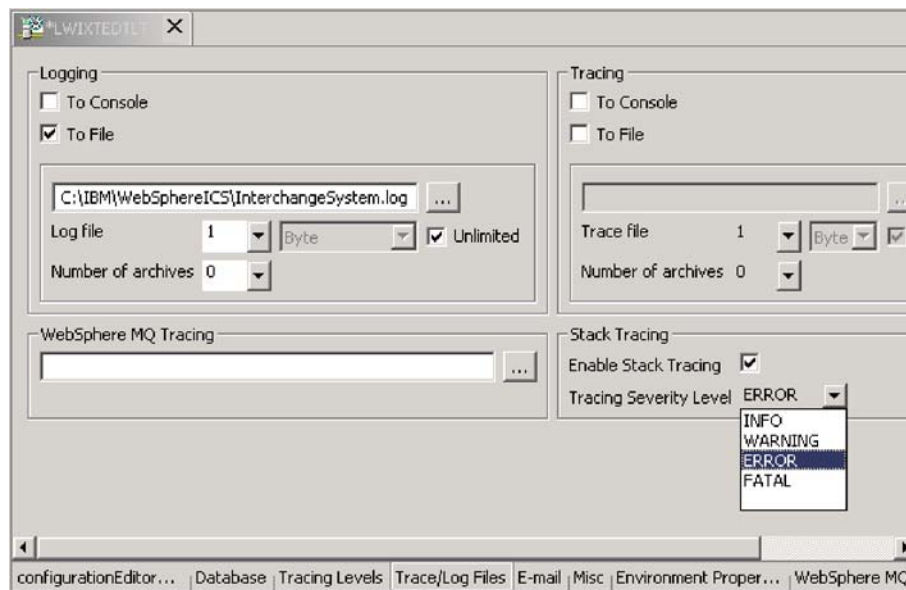 *LWIXTEDTLT
Logging
To Console
To File
C:\IBM\WebSphereICS\InterchangeSystem.log
...
Log file 1 Byte Unlimited
Number of archives 0
Tracing
To Console
To File
...
Trace file 1 Byte
Number of archives 0
WebSphere MQ Tracing
...
Stack Tracing
Enable Stack Tracing
Tracing Severity Level ERROR
INFO
WARNING
ERROR
FATAL
configurationEditor... Database Tracing Levels Trace/Log Files E-mail Misc Environment Proper... WebSphere MQ